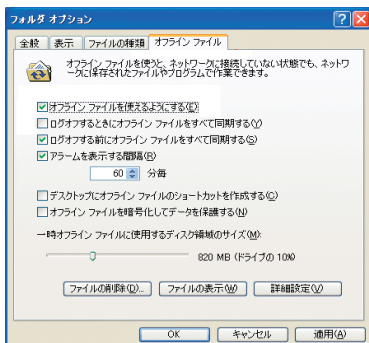 フォルダ オプション
全般 表示 ファイルの種類 オフライン ファイル
オフライン ファイルを使うと、ネットワークに接続していない状態でも、ネットワ
ークに保存されたファイルやプログラムで作業できます。
オフライン ファイルを使えるようにする(E)
ログオフするときにオフライン ファイルをすべて同期する(Y)
ログオフする前にオフライン ファイルをすべて同期する(S)
アラームを表示する間隔(R)
60 分毎
デスクトップにオフライン ファイルのショートカットを作成する(C)
オフライン ファイルを暗号化してデータを保護する(N)
一時オフライン ファイルに使用するディスク領域のサイズ(M):
820 MB (ドライブの 10%)
ファイルの削除(D)... ファイルの表示(W) 詳細設定(V)
OK キャンセル 適用(A)